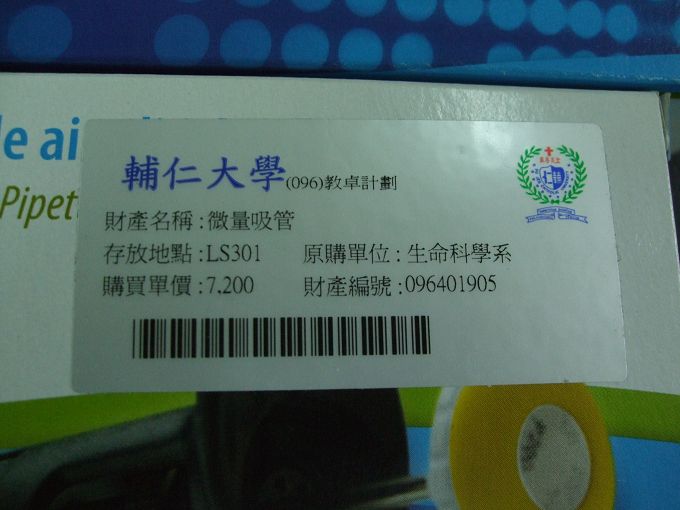 輔仁大學(096)教卓計劃
財產名稱:微量吸管
存放地點:LS301 原購單位:生命科學系
購買單價:7,200 財產編號:096401905
Pipet